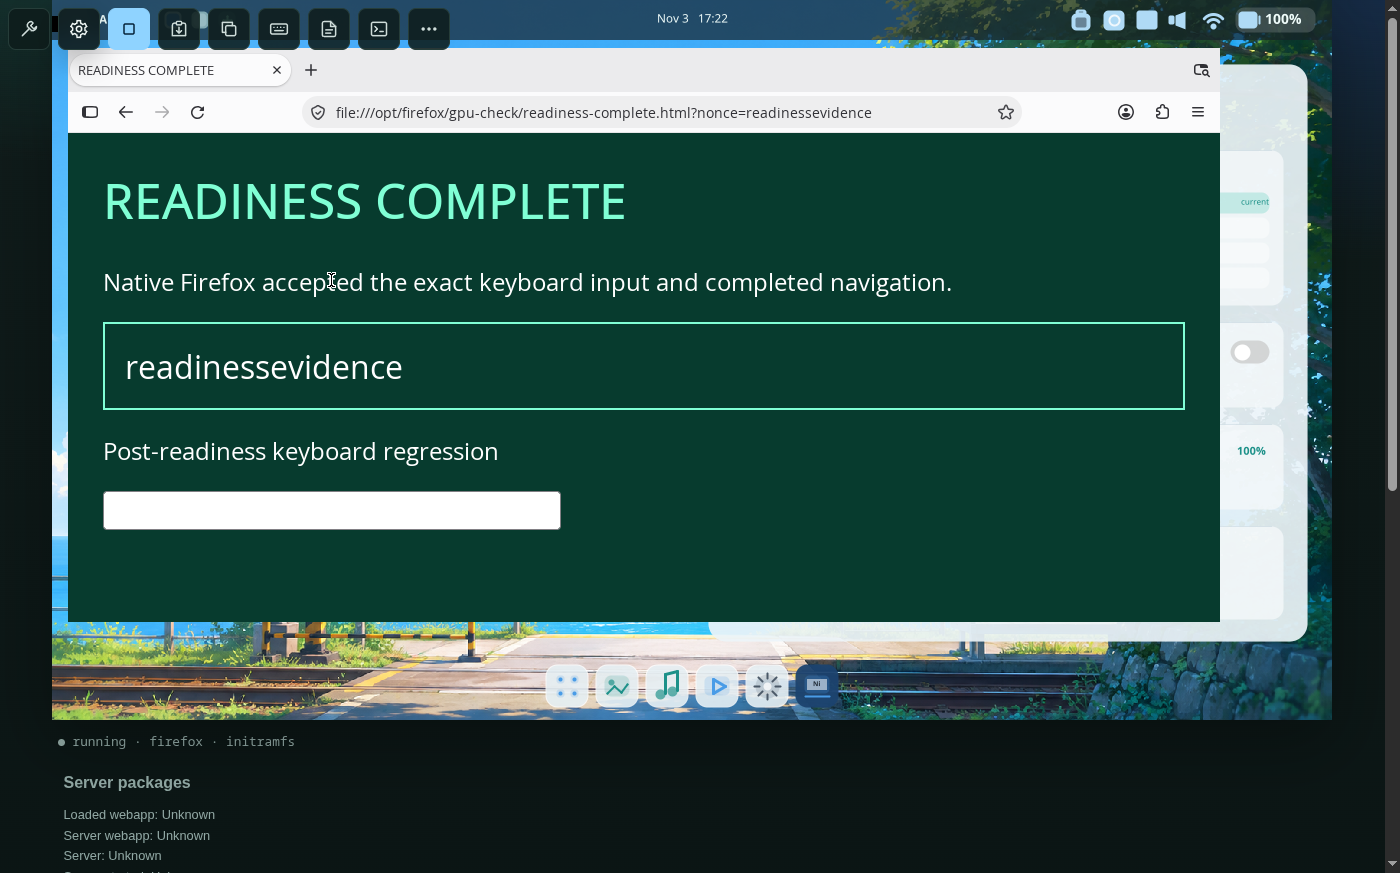 Nov 3 17:22
100%
READINESS COMPLETE
file:///opt/firefox/gpu-check/readiness-complete.html?nonce=readinessevidence
READINESS COMPLETE
Native Firefox accepted the exact keyboard input and completed navigation.
readinessevidence
Post-readiness keyboard regression
current
100%
Ni
running · firefox · initramfs
Server packages
Loaded webapp: Unknown
Server webapp: Unknown
Server: Unknown